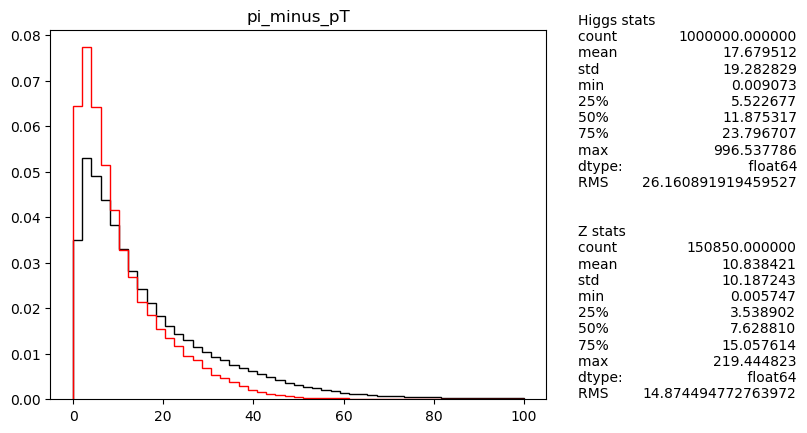 pi_minus_pT
0.08
0.07
0.06
0.05
0.04
0.03
0.02
0.01
0.00
0 20 40 60 80 100
Higgs stats
count 1000000.000000
mean 17.679512
std 19.282829
min 0.009073
25% 5.522677
50% 11.875317
75% 23.796707
max 996.537786
dtype: float64
RMS 26.160891919459527
Z stats
count 150850.000000
mean 10.838421
std 10.187243
min 0.005747
25% 3.538902
50% 7.628810
75% 15.057614
max 219.444823
dtype: float64
RMS 14.874494772763972